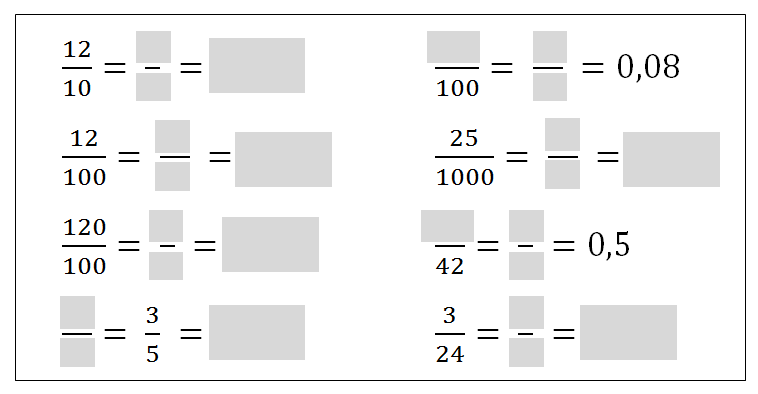 12/10 = — =
—/100 = — = 0,08
12/100 = — =
25/1000 = — =
120/100 = — =
—/42 = — = 0,5
— = 3/5 =
3/24 = — =